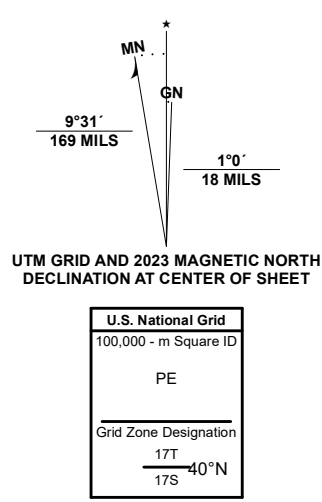 MN
GN
9°31´
169 MILS
1°0´
18 MILS
UTM GRID AND 2023 MAGNETIC NORTH
DECLINATION AT CENTER OF SHEET
U.S. National Grid
100,000 - m Square ID
PE
Grid Zone Designation
17T
40°N
17S